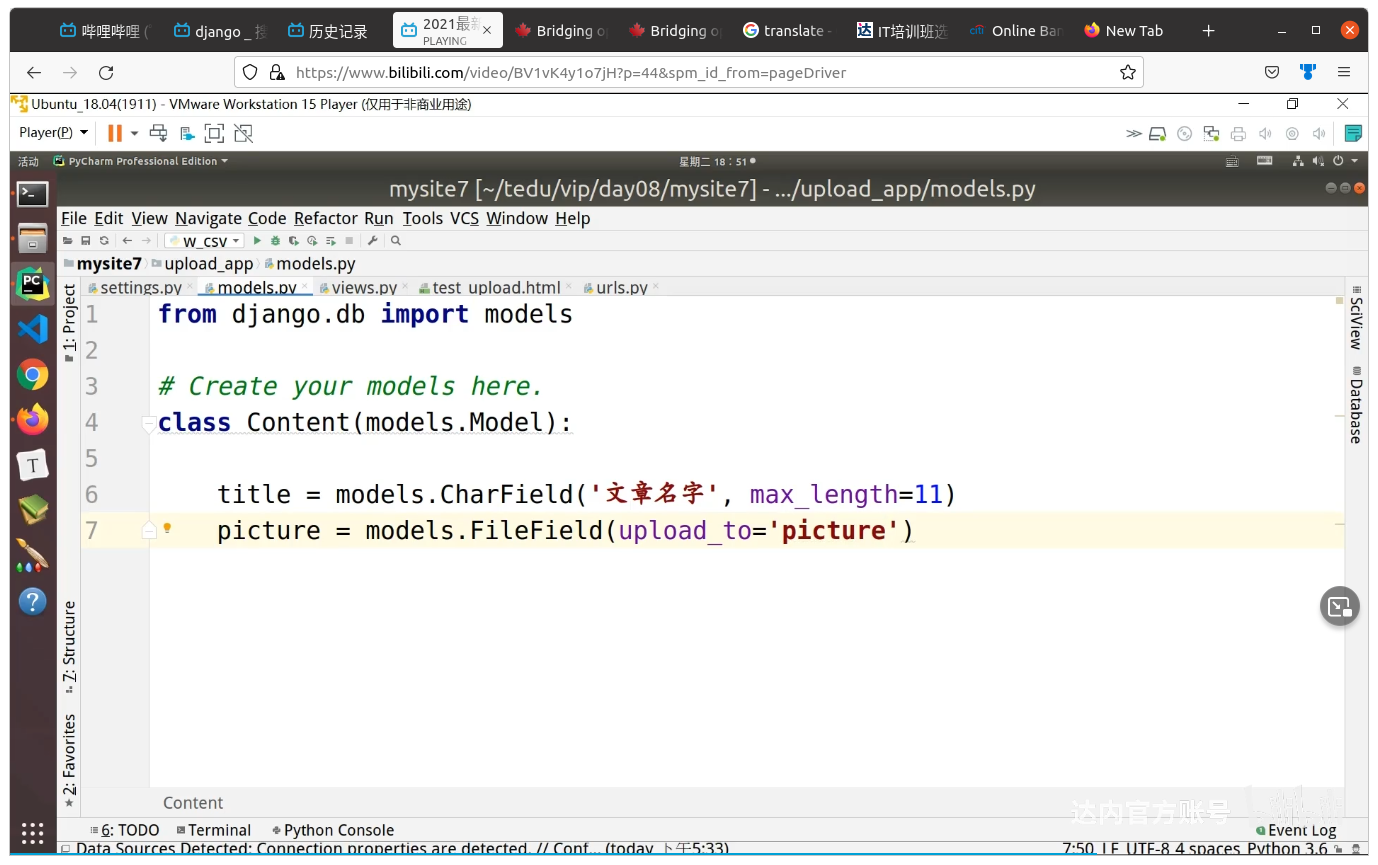 哔哩哔哩 (
django _ 搜
历史记录
2021最新
PLAYING
Bridging o
Bridging o
G translate -
达 IT培训班选
citi Online Ban
New Tab
https://www.bilibili.com/video/BV1vK4y1o7jH?p=44&spm_id_from=pageDriver
Ubuntu_18.04(1911) - VMware Workstation 15 Player (仅用于非商业用途)
Player(P)
活动 PyCharm Professional Edition
星期二 18：51
mysite7 [~/tedu/vip/day08/mysite7] - .../upload_app/models.py
File Edit View Navigate Code Refactor Run Tools VCS Window Help
w_csv
mysite7 upload_app models.py
settings.py models.py views.py test_upload.html urls.py
1 from django.db import models
2
3 # Create your models here.
4 class Content(models.Model):
5
6 title = models.CharField('文章名字', max_length=11)
7 picture = models.FileField(upload_to='picture')
1: Project
7: Structure
2: Favorites
SciView
Database
PC
T
?
Content
达内官方账号
6: TODO Terminal Python Console
1 Event Log
Data Sources Detected: Connection properties are detected. // Conf... (today 下午5:33)
7:50 LF UTF-8 4 spaces Python 3.6